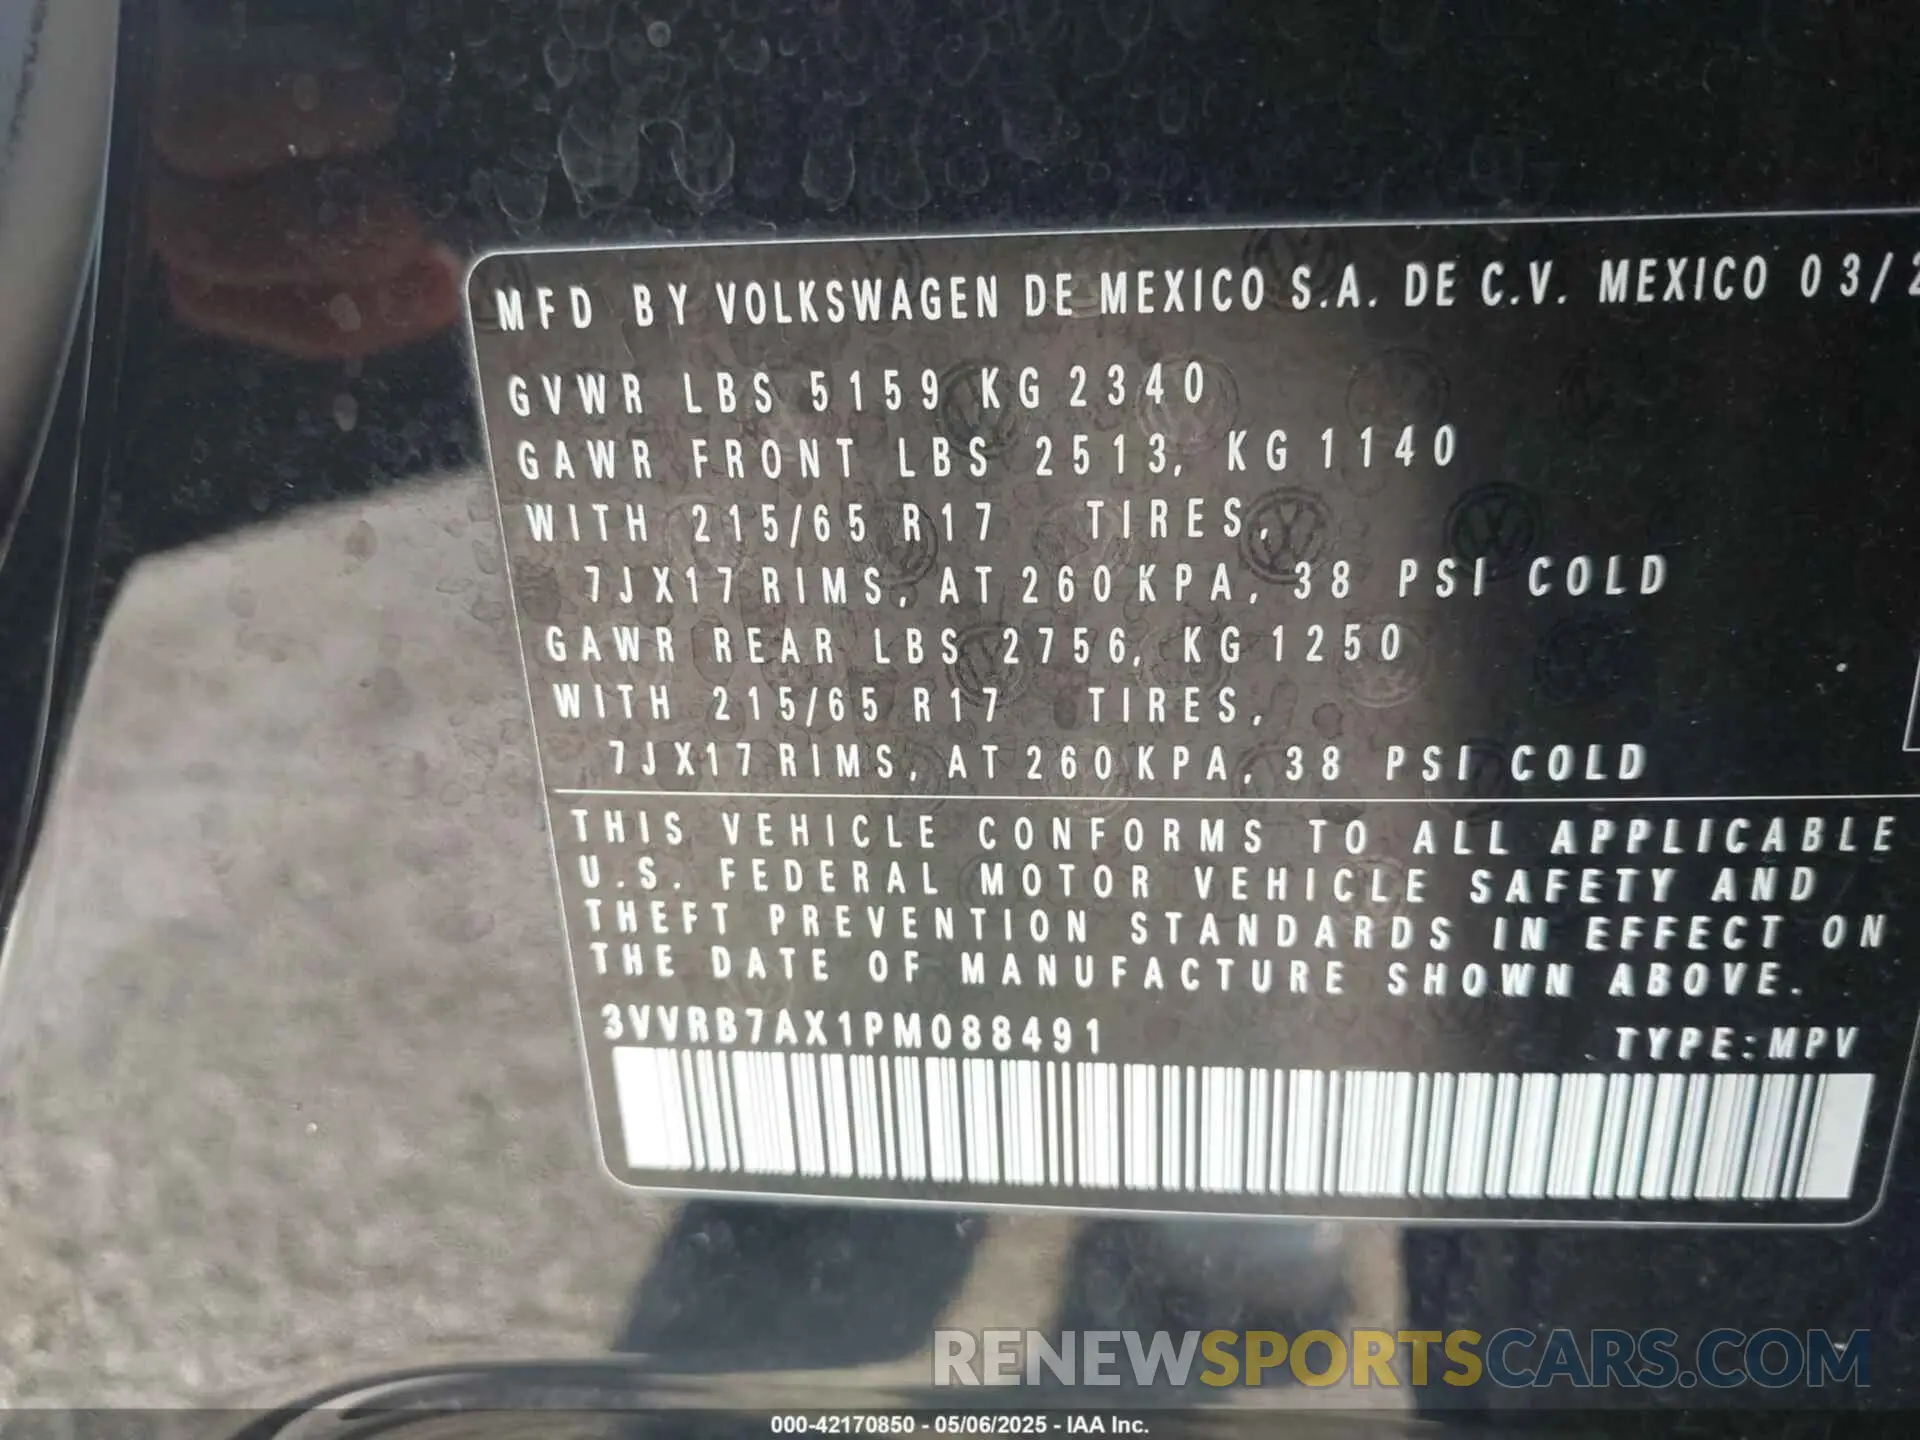 MFD BY VOLKSWAGEN DE MEXICO S.A. DE C.V. MEXICO 03/2
GVWR LBS 5159 KG 2340
GAWR FRONT LBS 2513, KG 1140
WITH 215/65 R17 TIRES,
7JX17 RIMS, AT 260 KPA, 38 PSI COLD
GAWR REAR LBS 2756, KG 1250
WITH 215/65 R17 TIRES,
7JX17 RIMS, AT 260 KPA, 38 PSI COLD
THIS VEHICLE CONFORMS TO ALL APPLICABLE
U.S. FEDERAL MOTOR VEHICLE SAFETY AND
THEFT PREVENTION STANDARDS IN EFFECT ON
THE DATE OF MANUFACTURE SHOWN ABOVE.
3VVRB7AX1PM088491 TYPE:MPV
RENEWSPORTSCARS.COM
000-42170850 - 05/06/2025 - IAA Inc.